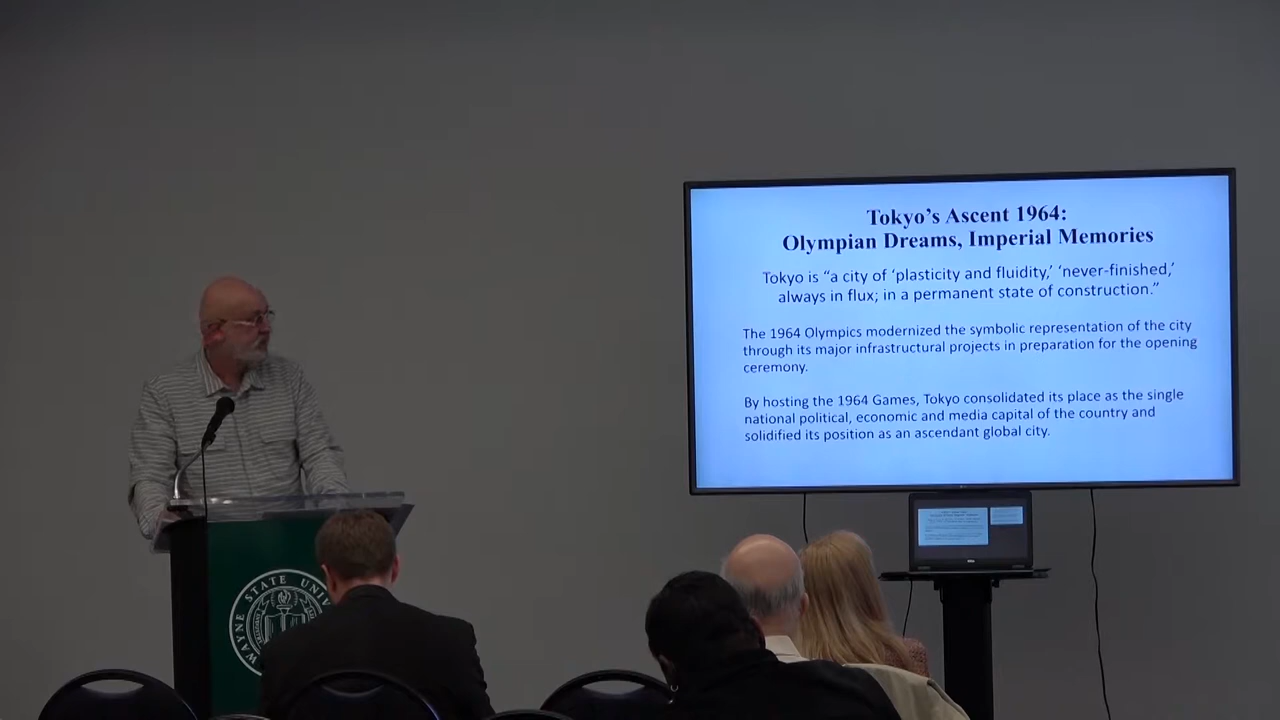 Tokyo's Ascent 1964:
Olympian Dreams, Imperial Memories
Tokyo is “a city of ‘plasticity and fluidity,’ ‘never-finished,’
always in flux; in a permanent state of construction.”
The 1964 Olympics modernized the symbolic representation of the city
through its major infrastructural projects in preparation for the opening
ceremony.
By hosting the 1964 Games, Tokyo consolidated its place as the single
national political, economic and media capital of the country and
solidified its position as an ascendant global city.
WAYNE STATE UNIV